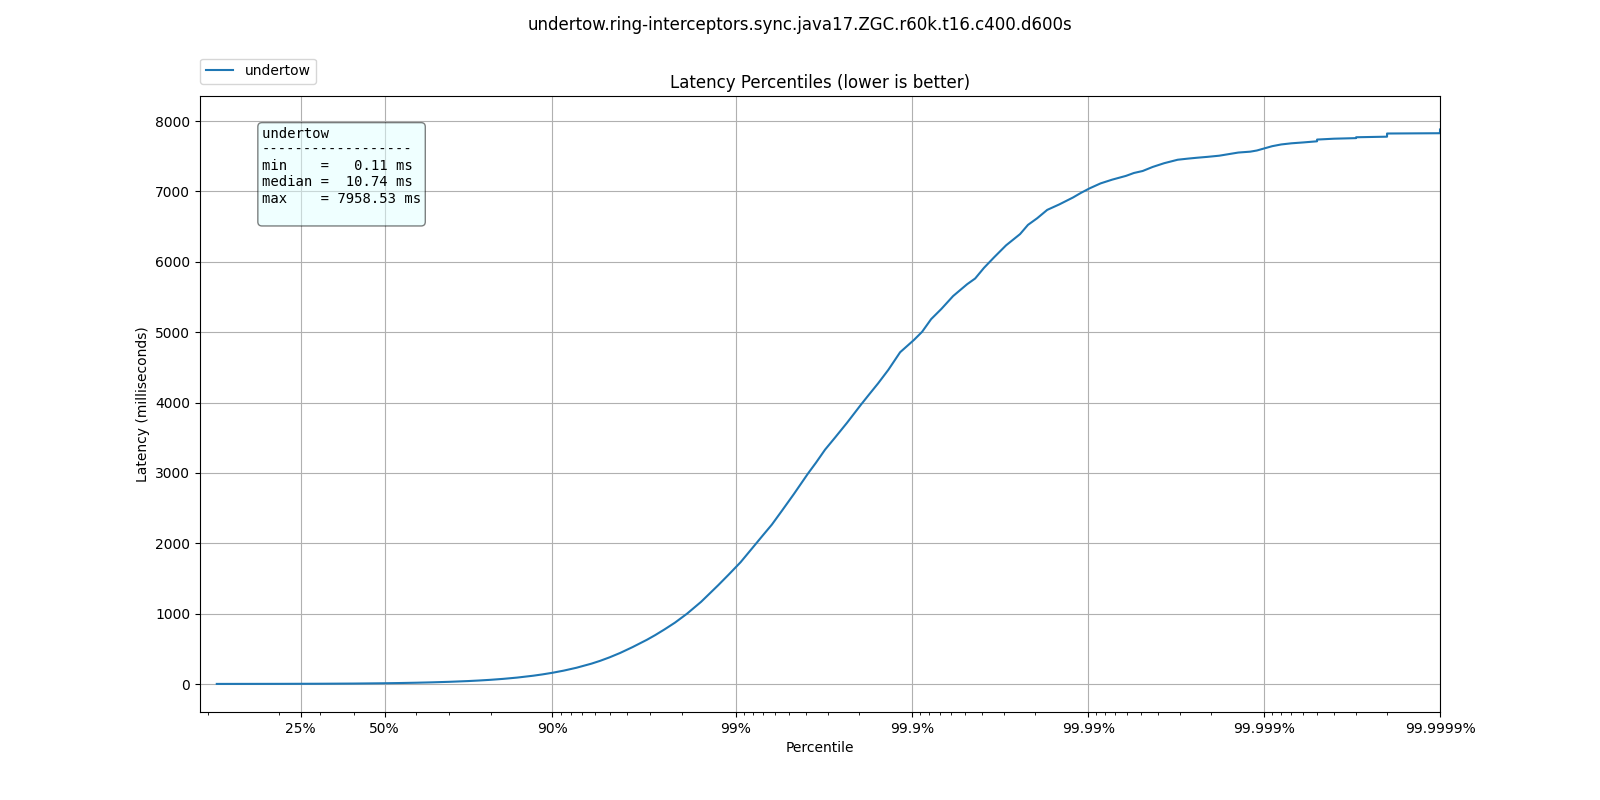 undertow.ring-interceptors.sync.java17.ZGC.r60k.t16.c400.d600s
undertow
Latency Percentiles (lower is better)
8000
7000
6000
5000
4000
3000
2000
1000
0
Latency (milliseconds)
undertow
------------------
min    =   0.11 ms
median =  10.74 ms
max    = 7958.53 ms
25% 50% 90% 99% 99.9% 99.99% 99.999% 99.9999%
Percentile